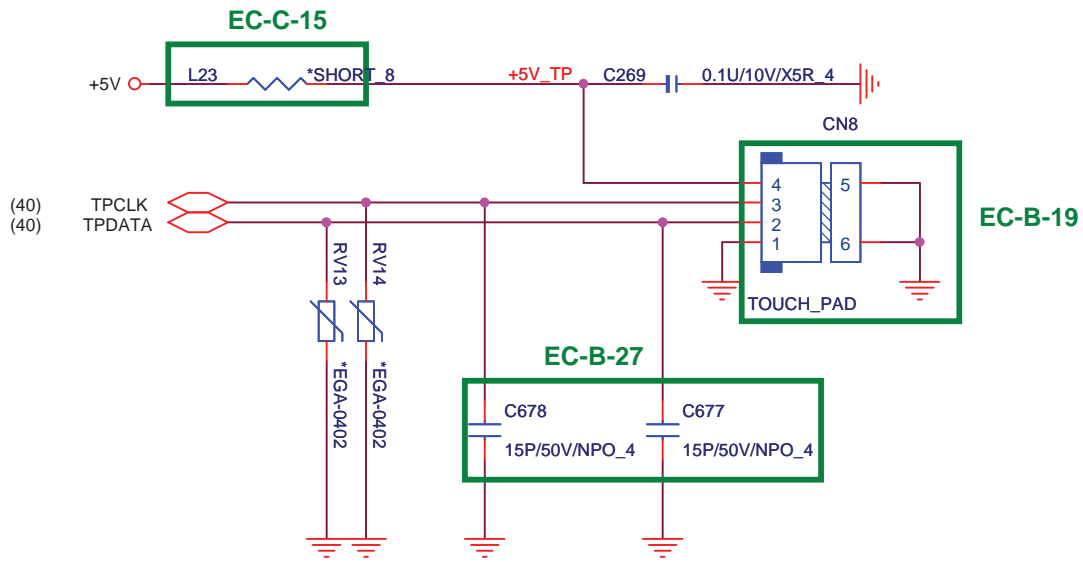 EC-C-15
+5V
L23
*SHORT_8
+5V_TP
C269
0.1U/10V/X5R_4
CN8
(40)
TPCLK
(40)
TPDATA
4
3
2
1
5
6
EC-B-19
TOUCH_PAD
RV13
*EGA-0402
RV14
*EGA-0402
EC-B-27
C678
15P/50V/NPO_4
C677
15P/50V/NPO_4